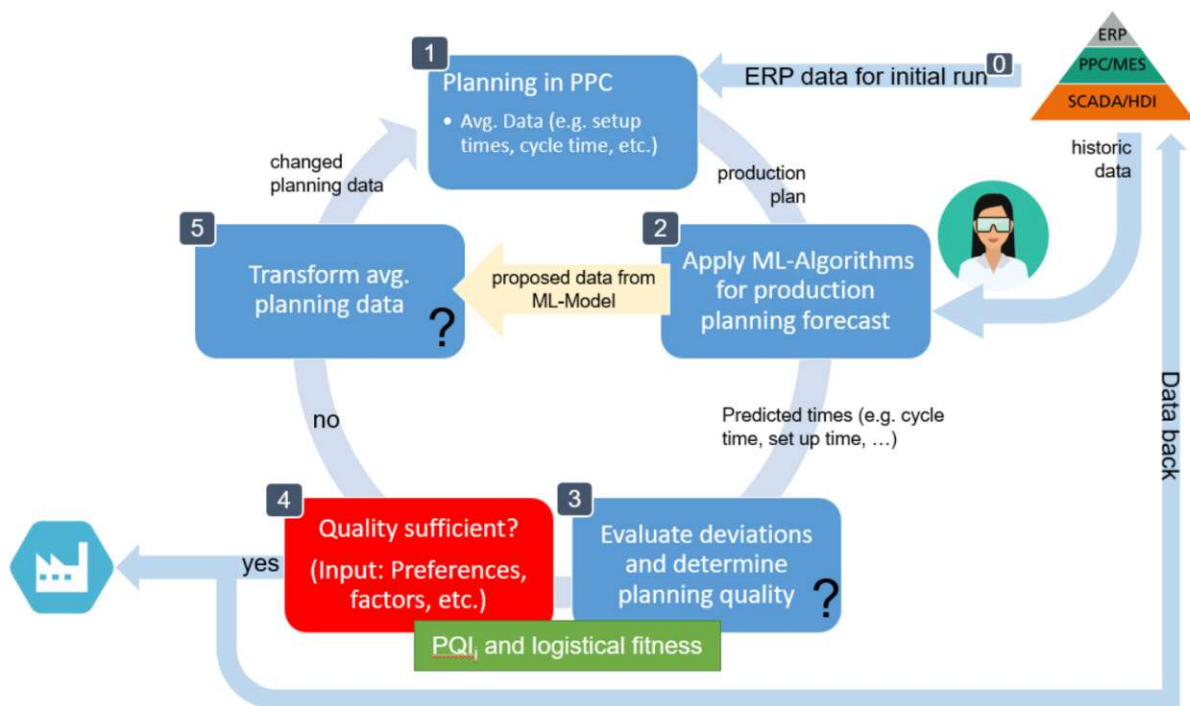 1
Planning in PPC
• Avg. Data (e.g. setup
times, cycle time, etc.)
ERP data for initial run
0
ERP
PPC/MES
SCADA/HDI
historic
data
changed
planning data
production
plan
5
Transform avg.
planning data
?
proposed data from
ML-Model
2
Apply ML-Algorithms
for production
planning forecast
Data back
no
Predicted times (e.g. cycle
time, set up time, ...)
4
Quality sufficient?
(Input: Preferences,
factors, etc.)
3
Evaluate deviations
and determine
planning quality
?
yes
PQIi and logistical fitness